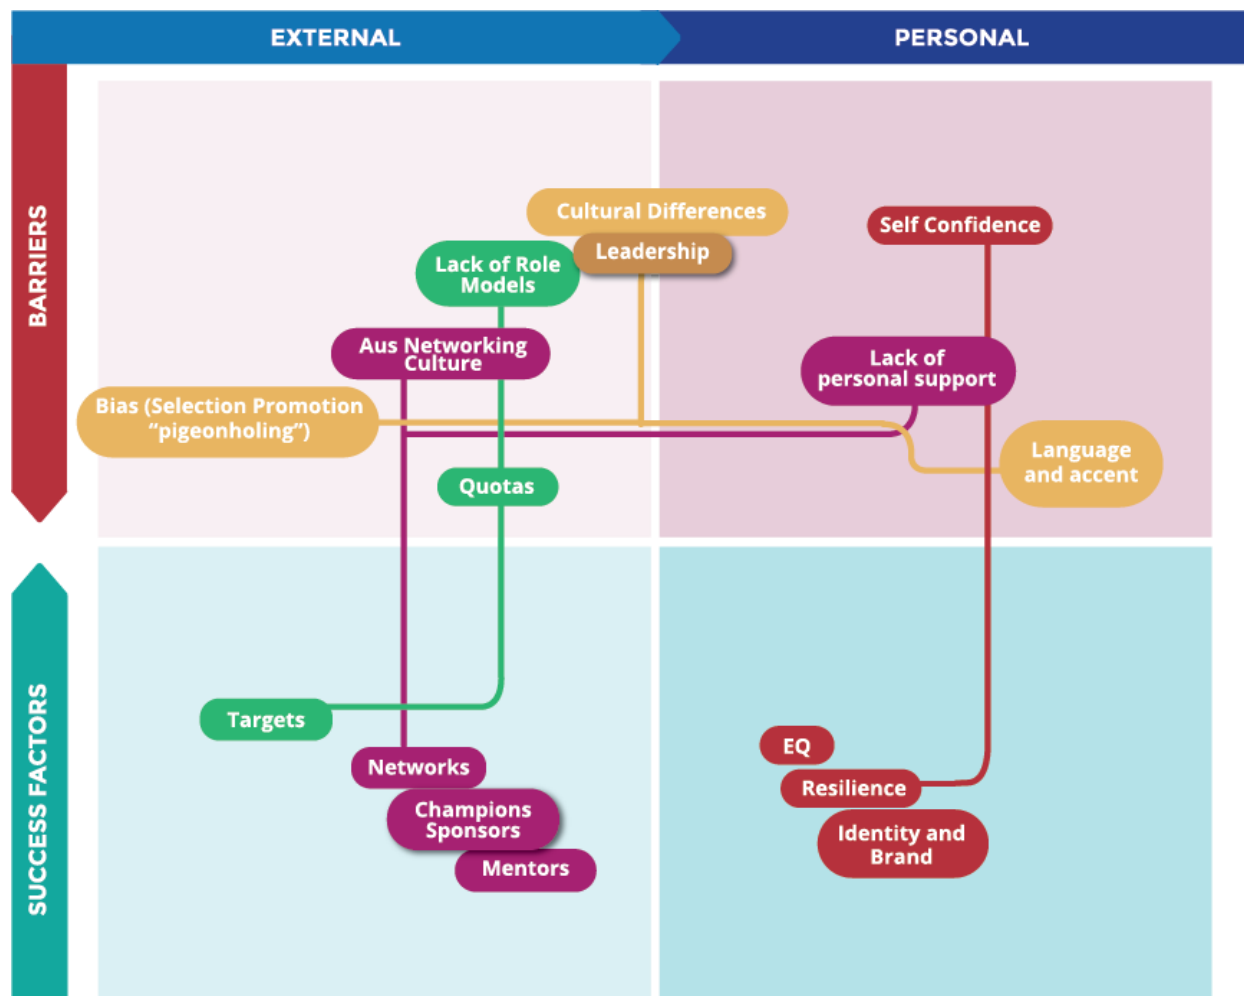 EXTERNAL
PERSONAL
BARRIERS
Cultural Differences
Leadership
Self Confidence
Lack of Role
Models
Aus Networking
Culture
Lack of
personal support
Bias (Selection Promotion
“pigeonholing”)
Language
and accent
Quotas
SUCCESS FACTORS
Targets
Networks
Champions
Sponsors
Mentors
EQ
Resilience
Identity and
Brand